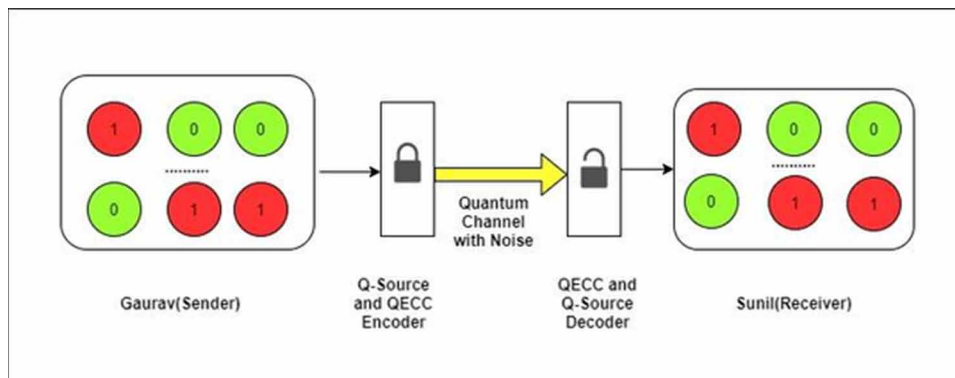 1 0 0
0 1 1
Gaurav(Sender)
Q-Source
and QECC
Encoder
Quantum
Channel
with Noise
QECC and
Q-Source
Decoder
1 0 0
0 1 1
Sunil(Receiver)